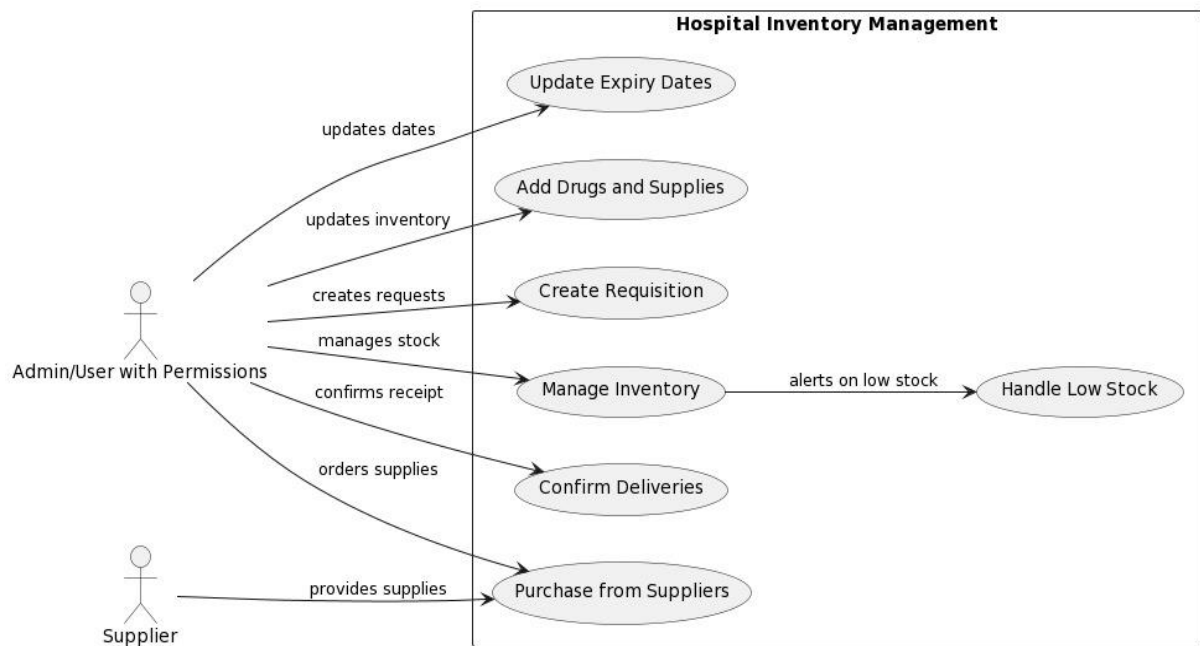 Hospital Inventory Management
Update Expiry Dates
updates dates
Add Drugs and Supplies
updates inventory
Create Requisition
creates requests
manages stock
Admin/User with Permissions
Manage Inventory
alerts on low stock
Handle Low Stock
confirms receipt
orders supplies
Confirm Deliveries
provides supplies
Purchase from Suppliers
Supplier